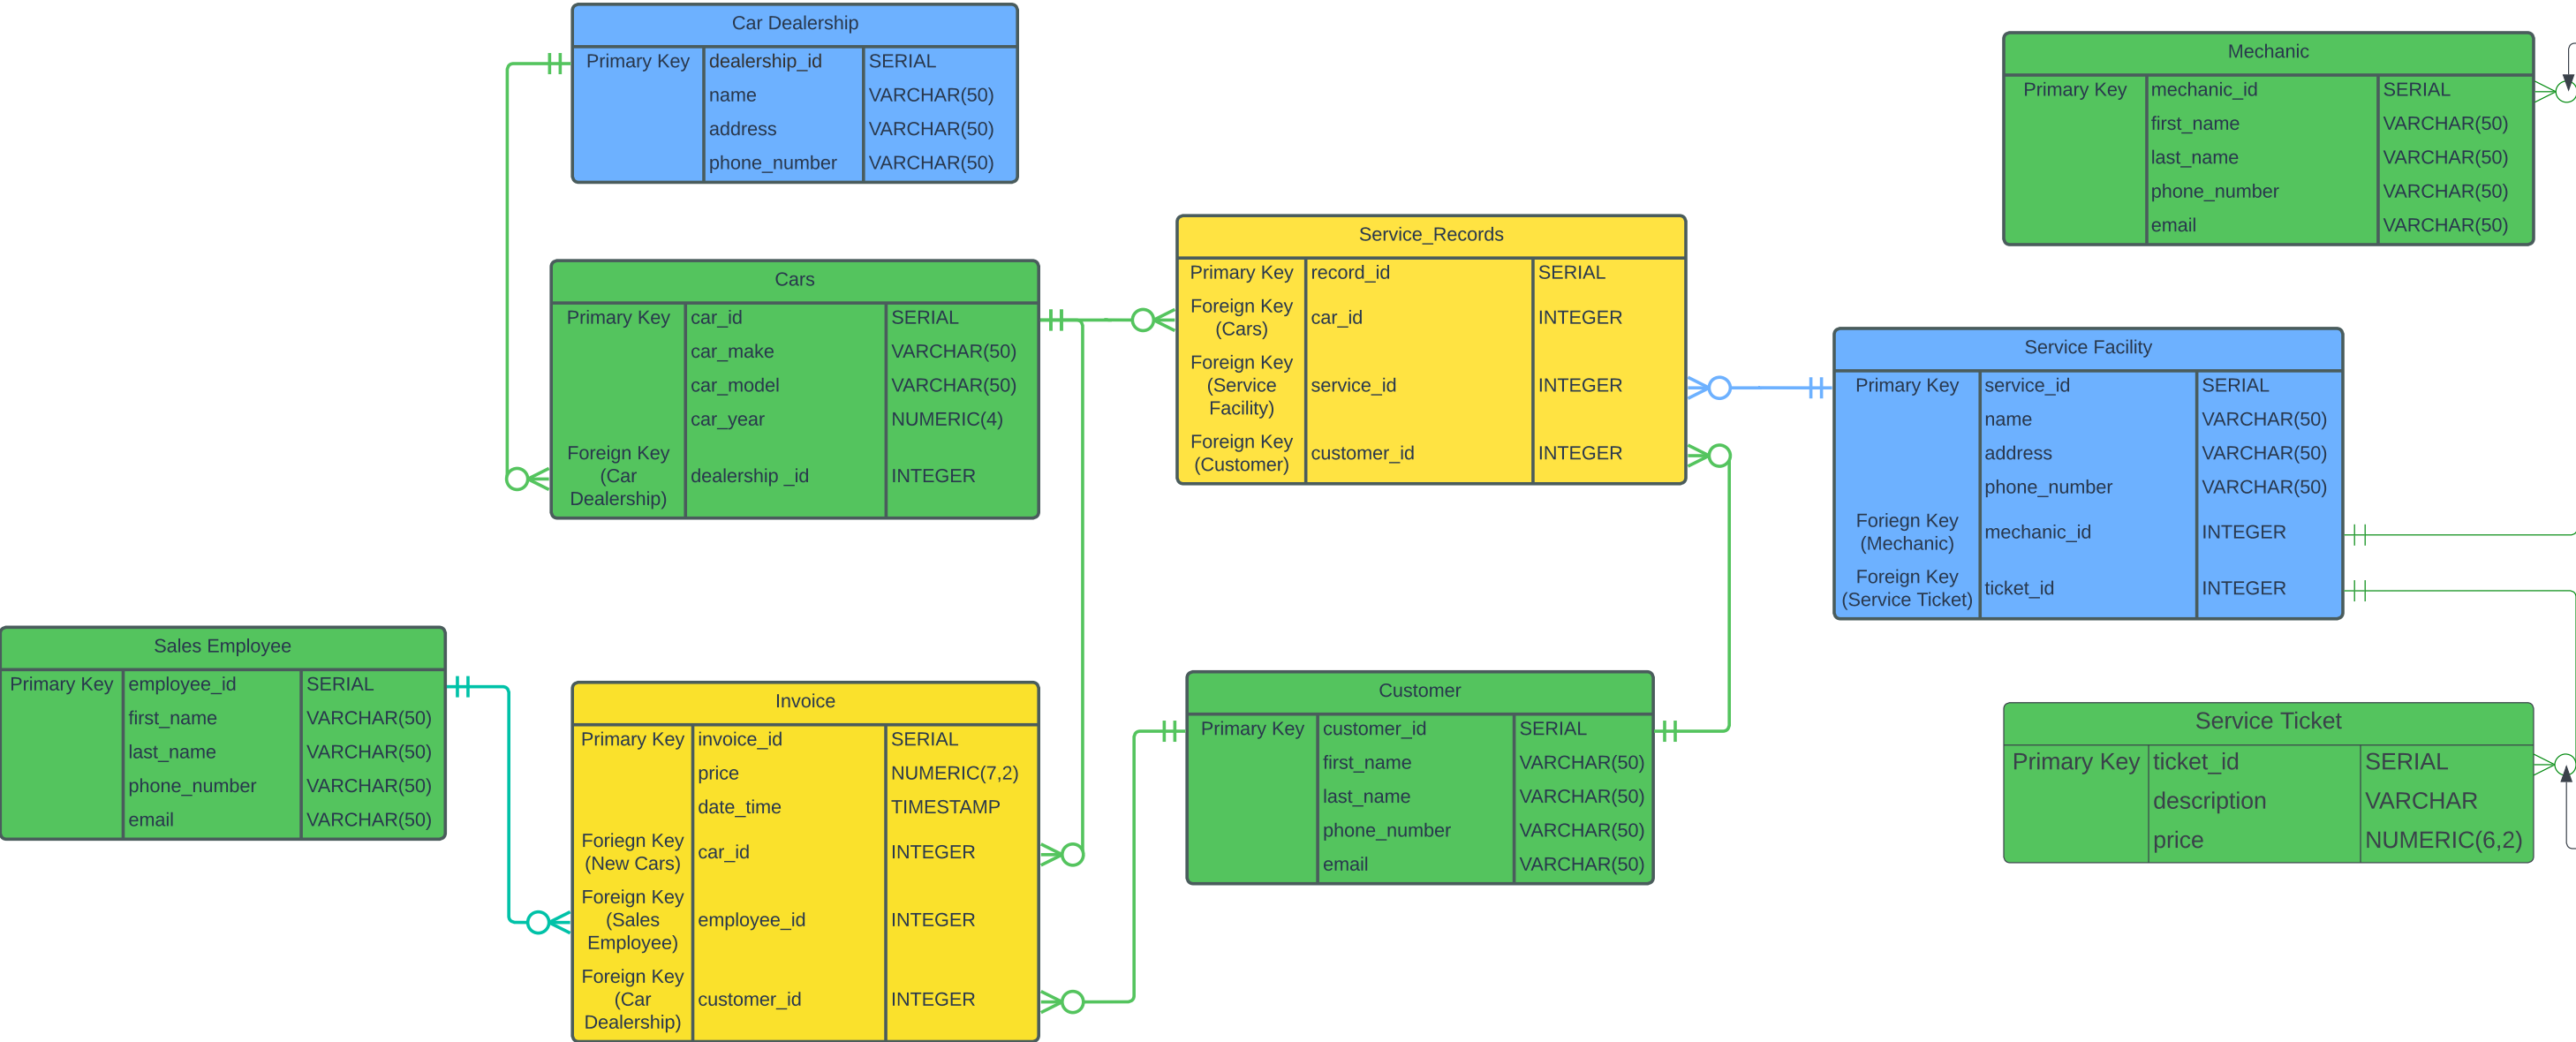 Car Dealership
Primary Key dealership_id SERIAL
name VARCHAR(50)
address VARCHAR(50)
phone_number VARCHAR(50)
Cars
Primary Key car_id SERIAL
car_make VARCHAR(50)
car_model VARCHAR(50)
car_year NUMERIC(4)
Foreign Key
(Car
Dealership)
dealership _id INTEGER
Sales Employee
Primary Key employee_id SERIAL
first_name VARCHAR(50)
last_name VARCHAR(50)
phone_number VARCHAR(50)
email VARCHAR(50)
Invoice
Primary Key invoice_id SERIAL
price NUMERIC(7,2)
date_time TIMESTAMP
Foriegn Key
(New Cars)
car_id INTEGER
Foreign Key
(Sales
Employee)
employee_id INTEGER
Foreign Key
(Car
Dealership)
customer_id INTEGER
Service_Records
Primary Key record_id SERIAL
Foreign Key
(Cars)
car_id INTEGER
Foreign Key
(Service
Facility)
service_id INTEGER
Foreign Key
(Customer)
customer_id INTEGER
Customer
Primary Key customer_id SERIAL
first_name VARCHAR(50)
last_name VARCHAR(50)
phone_number VARCHAR(50)
email VARCHAR(50)
Mechanic
Primary Key mechanic_id SERIAL
first_name VARCHAR(50)
last_name VARCHAR(50)
phone_number VARCHAR(50)
email VARCHAR(50)
Service Facility
Primary Key service_id SERIAL
name VARCHAR(50)
address VARCHAR(50)
phone_number VARCHAR(50)
Foriegn Key
(Mechanic)
mechanic_id INTEGER
Foreign Key
(Service Ticket)
ticket_id INTEGER
Service Ticket
Primary Key ticket_id SERIAL
description VARCHAR
price NUMERIC(6,2)